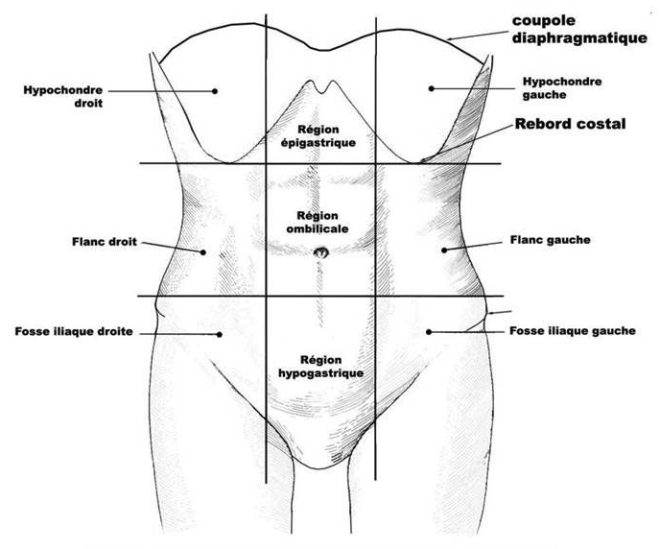 coupole
diaphragmatique
Hypochondre
droit
Hypochondre
gauche
Rebord costal
Région
épigastrique
Région
ombilicale
Flanc droit
Flanc gauche
Fosse iliaque droite
Fosse iliaque gauche
Région
hypogastrique